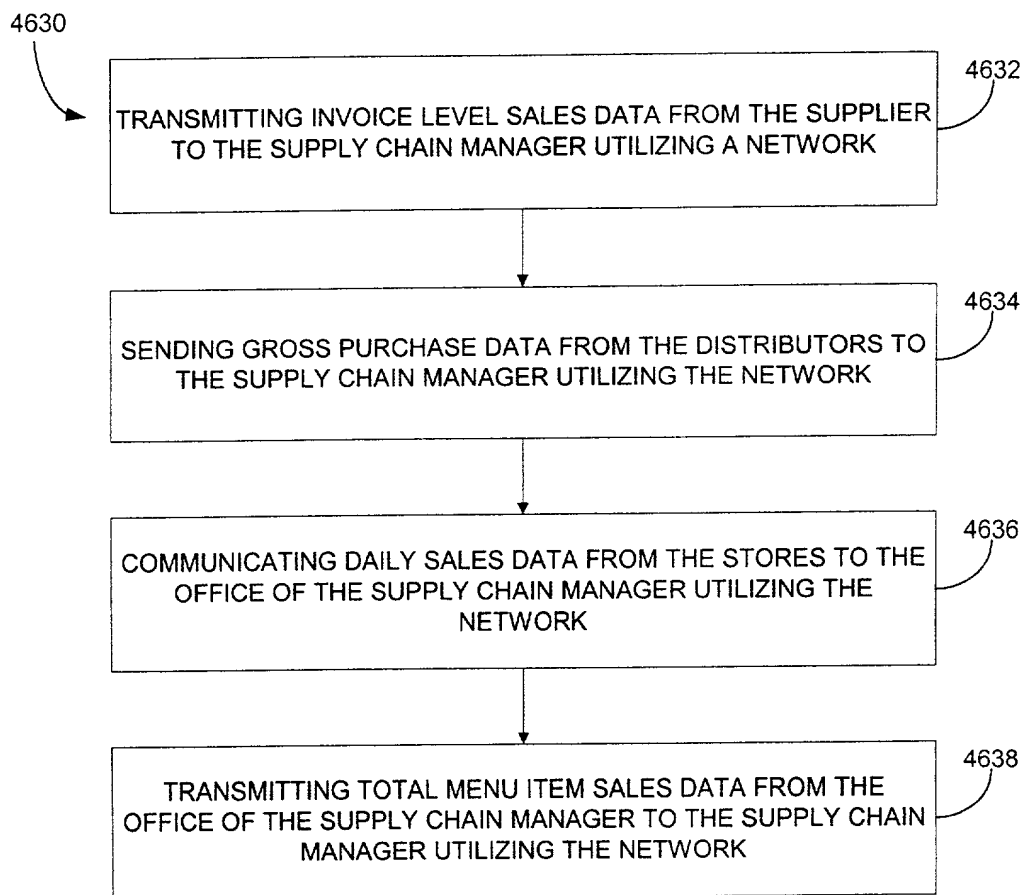 4630
4632
TRANSMITTING INVOICE LEVEL SALES DATA FROM THE SUPPLIER
TO THE SUPPLY CHAIN MANAGER UTILIZING A NETWORK
4634
SENDING GROSS PURCHASE DATA FROM THE DISTRIBUTORS TO
THE SUPPLY CHAIN MANAGER UTILIZING THE NETWORK
4636
COMMUNICATING DAILY SALES DATA FROM THE STORES TO THE
OFFICE OF THE SUPPLY CHAIN MANAGER UTILIZING THE
NETWORK
4638
TRANSMITTING TOTAL MENU ITEM SALES DATA FROM THE
OFFICE OF THE SUPPLY CHAIN MANAGER TO THE SUPPLY CHAIN
MANAGER UTILIZING THE NETWORK